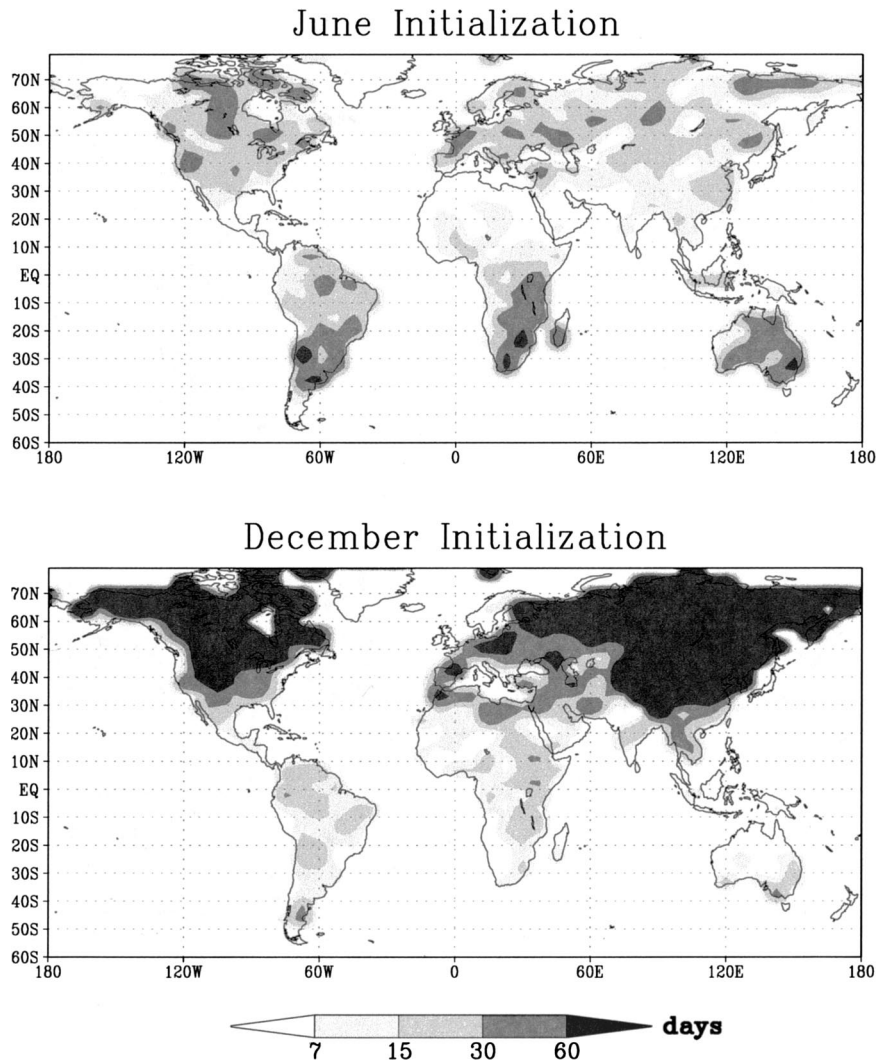 June Initialization
70N
60N
50N
40N
30N
20N
10N
EQ
10S
20S
30S
40S
50S
60S
180 120W 60W 0 60E 120E 180
December Initialization
70N
60N
50N
40N
30N
20N
10N
EQ
10S
20S
30S
40S
50S
60S
180 120W 60W 0 60E 120E 180
days
7 15 30 60